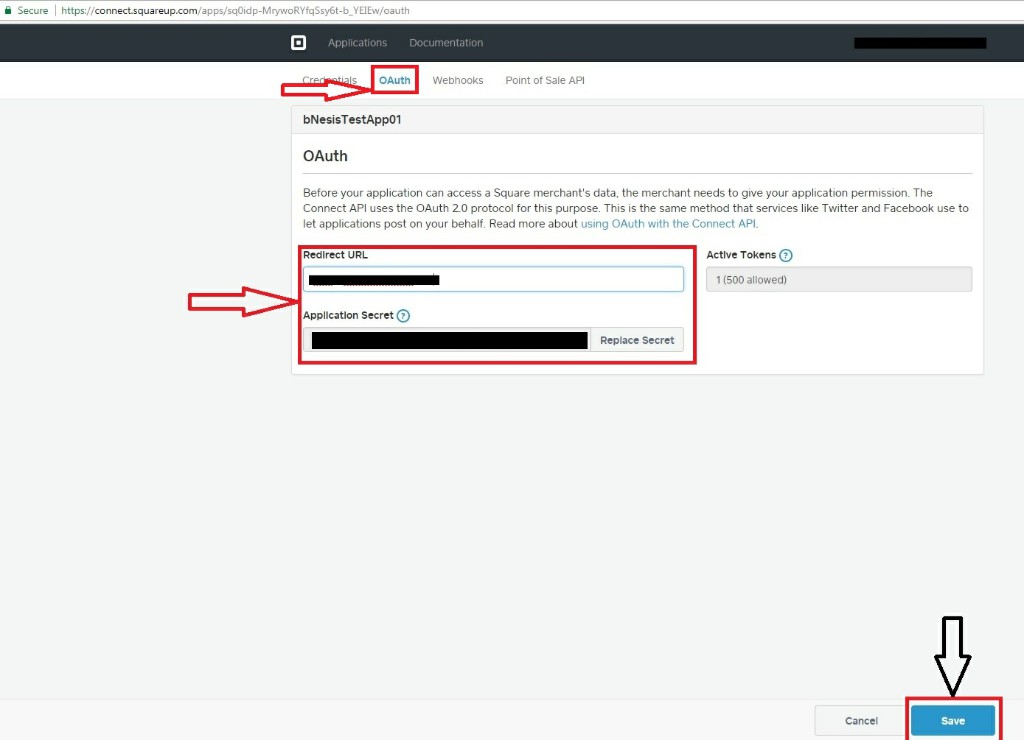 Secure https://connect.squareup.com/apps/sq0idp-MrywoRYfqSsy6t-b_YEIEw/oauth
Applications Documentation
Credentials OAuth Webhooks Point of Sale API
bNesisTestApp01
OAuth
Before your application can access a Square merchant's data, the merchant needs to give your application permission. The
Connect API uses the OAuth 2.0 protocol for this purpose. This is the same method that services like Twitter and Facebook use to
let applications post on your behalf. Read more about using OAuth with the Connect API.
Redirect URL
Active Tokens ?
1 (500 allowed)
Application Secret ?
Replace Secret
Cancel Save